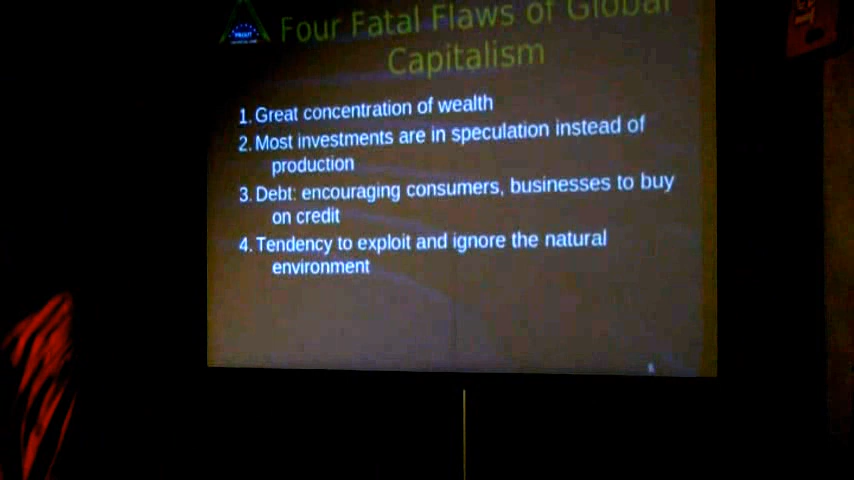 Four Fatal Flaws of Global
Capitalism
1. Great concentration of wealth
2. Most investments are in speculation instead of
production
3. Debt: encouraging consumers, businesses to buy
on credit
4. Tendency to exploit and ignore the natural
environment